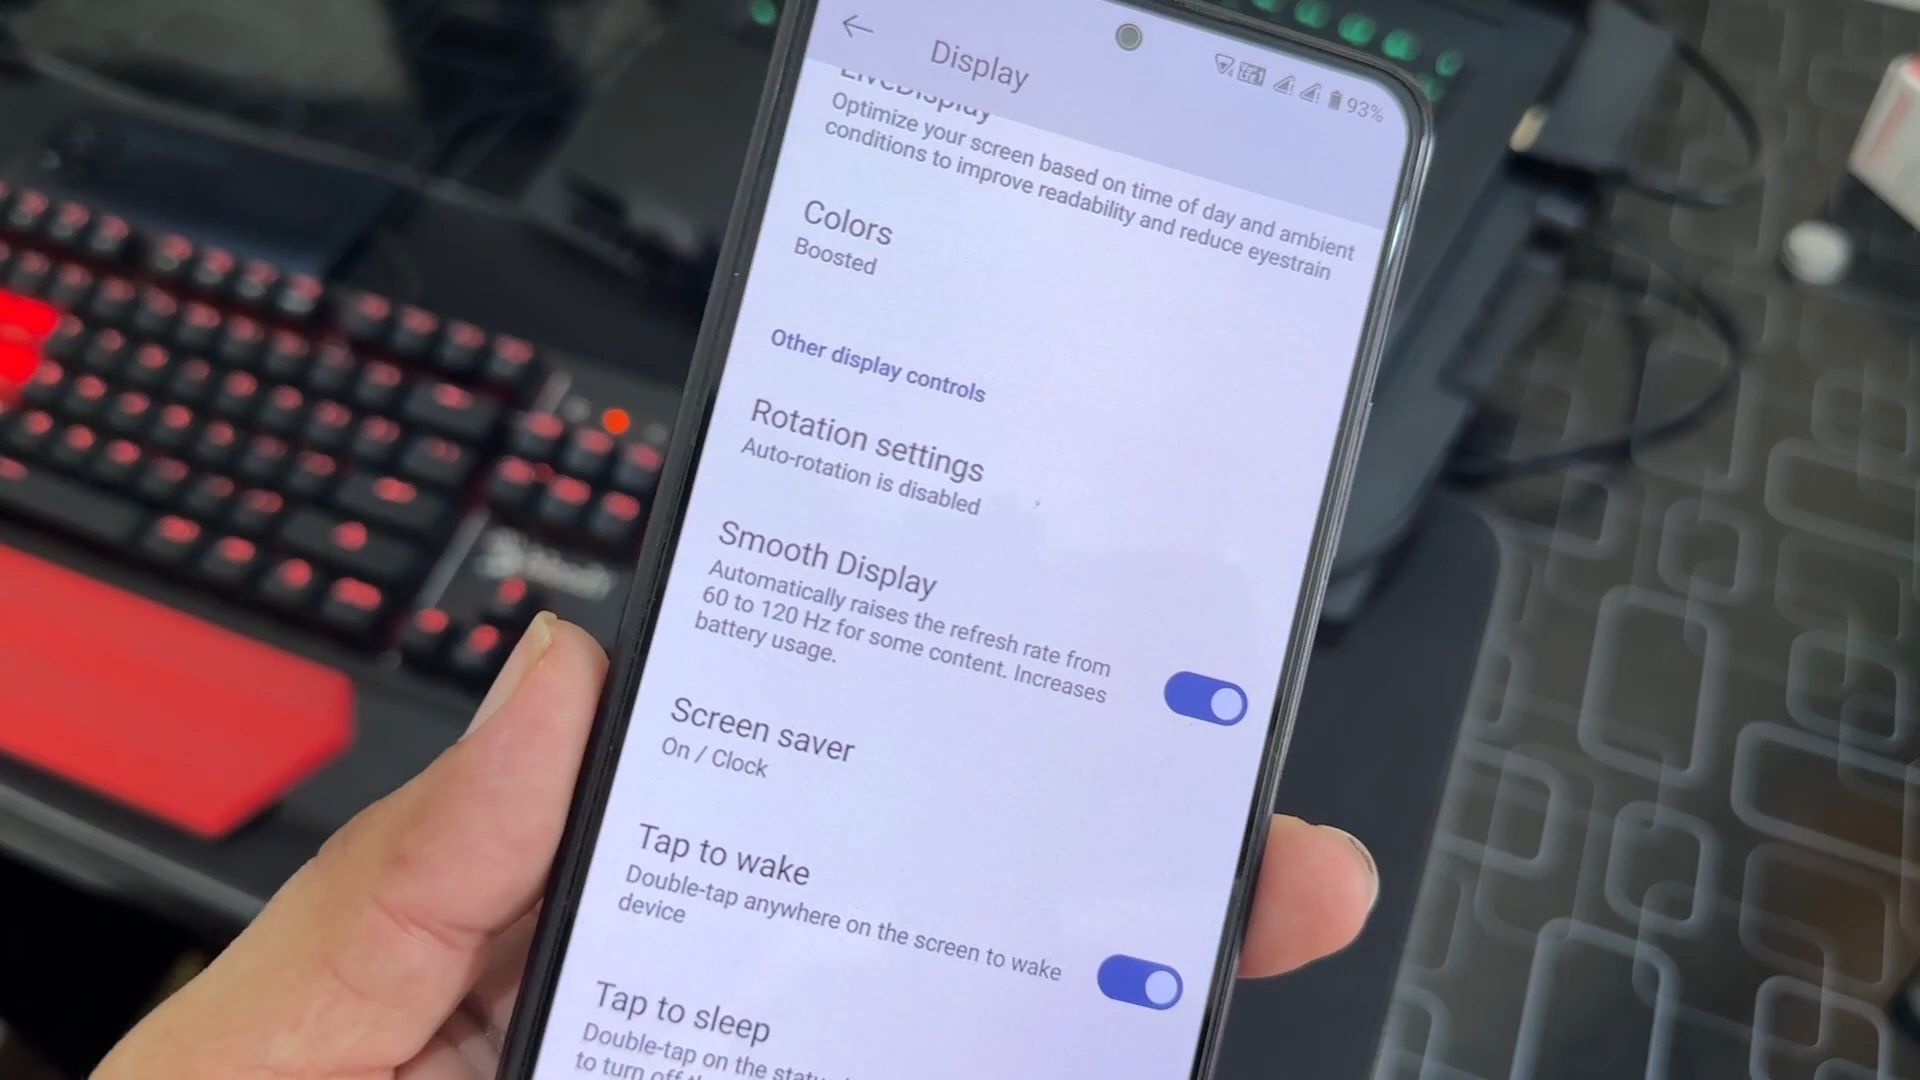 Display
93%
LiveDisplay
Optimize your screen based on time of day and ambient
conditions to improve readability and reduce eyestrain
Colors
Boosted
Other display controls
Rotation settings
Auto-rotation is disabled
Smooth Display
Automatically raises the refresh rate from
60 to 120 Hz for some content. Increases
battery usage.
Screen saver
On / Clock
Tap to wake
Double-tap anywhere on the screen to wake
device
Tap to sleep
Double-tap on the
to turn off